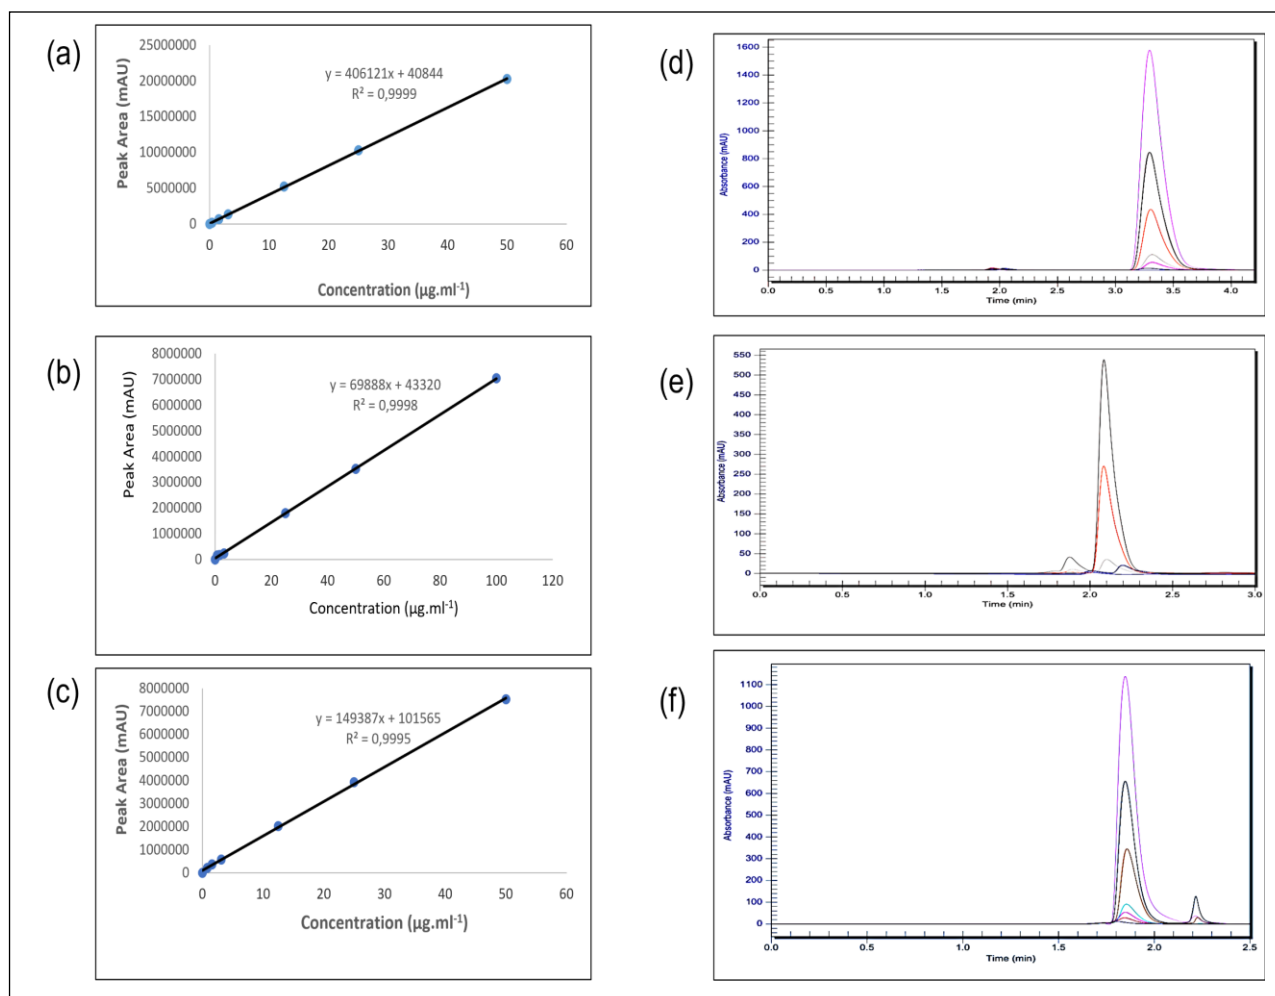 (a)
25000000
20000000
15000000
10000000
5000000
0
Peak Area (mAU)
y = 406121x + 40844
R² = 0,9999
0 10 20 30 40 50 60
Concentration (µg.ml⁻¹)
(d)
1600
1400
1200
1000
800
600
400
200
0
Absorbance (mAU)
0.0 0.5 1.0 1.5 2.0 2.5 3.0 3.5 4.0
Time (min)
(b)
8000000
7000000
6000000
5000000
4000000
3000000
2000000
1000000
0
Peak Area (mAU)
y = 69888x + 43320
R² = 0,9998
0 20 40 60 80 100 120
Concentration (µg.ml⁻¹)
(e)
550
500
450
400
350
300
250
200
150
100
50
0
Absorbance (mAU)
0.0 0.5 1.0 1.5 2.0 2.5 3.0
Time (min)
(c)
8000000
7000000
6000000
5000000
4000000
3000000
2000000
1000000
0
Peak Area (mAU)
y = 149387x + 101565
R² = 0,9995
0 10 20 30 40 50 60
Concentration (µg.ml⁻¹)
(f)
1100
1000
900
800
700
600
500
400
300
200
100
0
Absorbance (mAU)
0.0 0.5 1.0 1.5 2.0 2.5
Time (min)